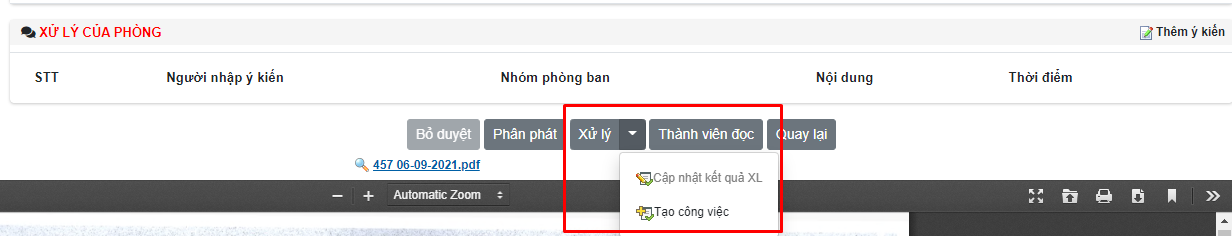 XỬ LÝ CỦA PHÒNG Thêm ý kiến
STT Người nhập ý kiến Nhóm phòng ban Nội dung Thời điểm
Bỏ duyệt Phân phát Xử lý Thành viên đọc Quay lại
457 06-09-2021.pdf
Cập nhật kết quả XL
Automatic Zoom
Tạo công việc